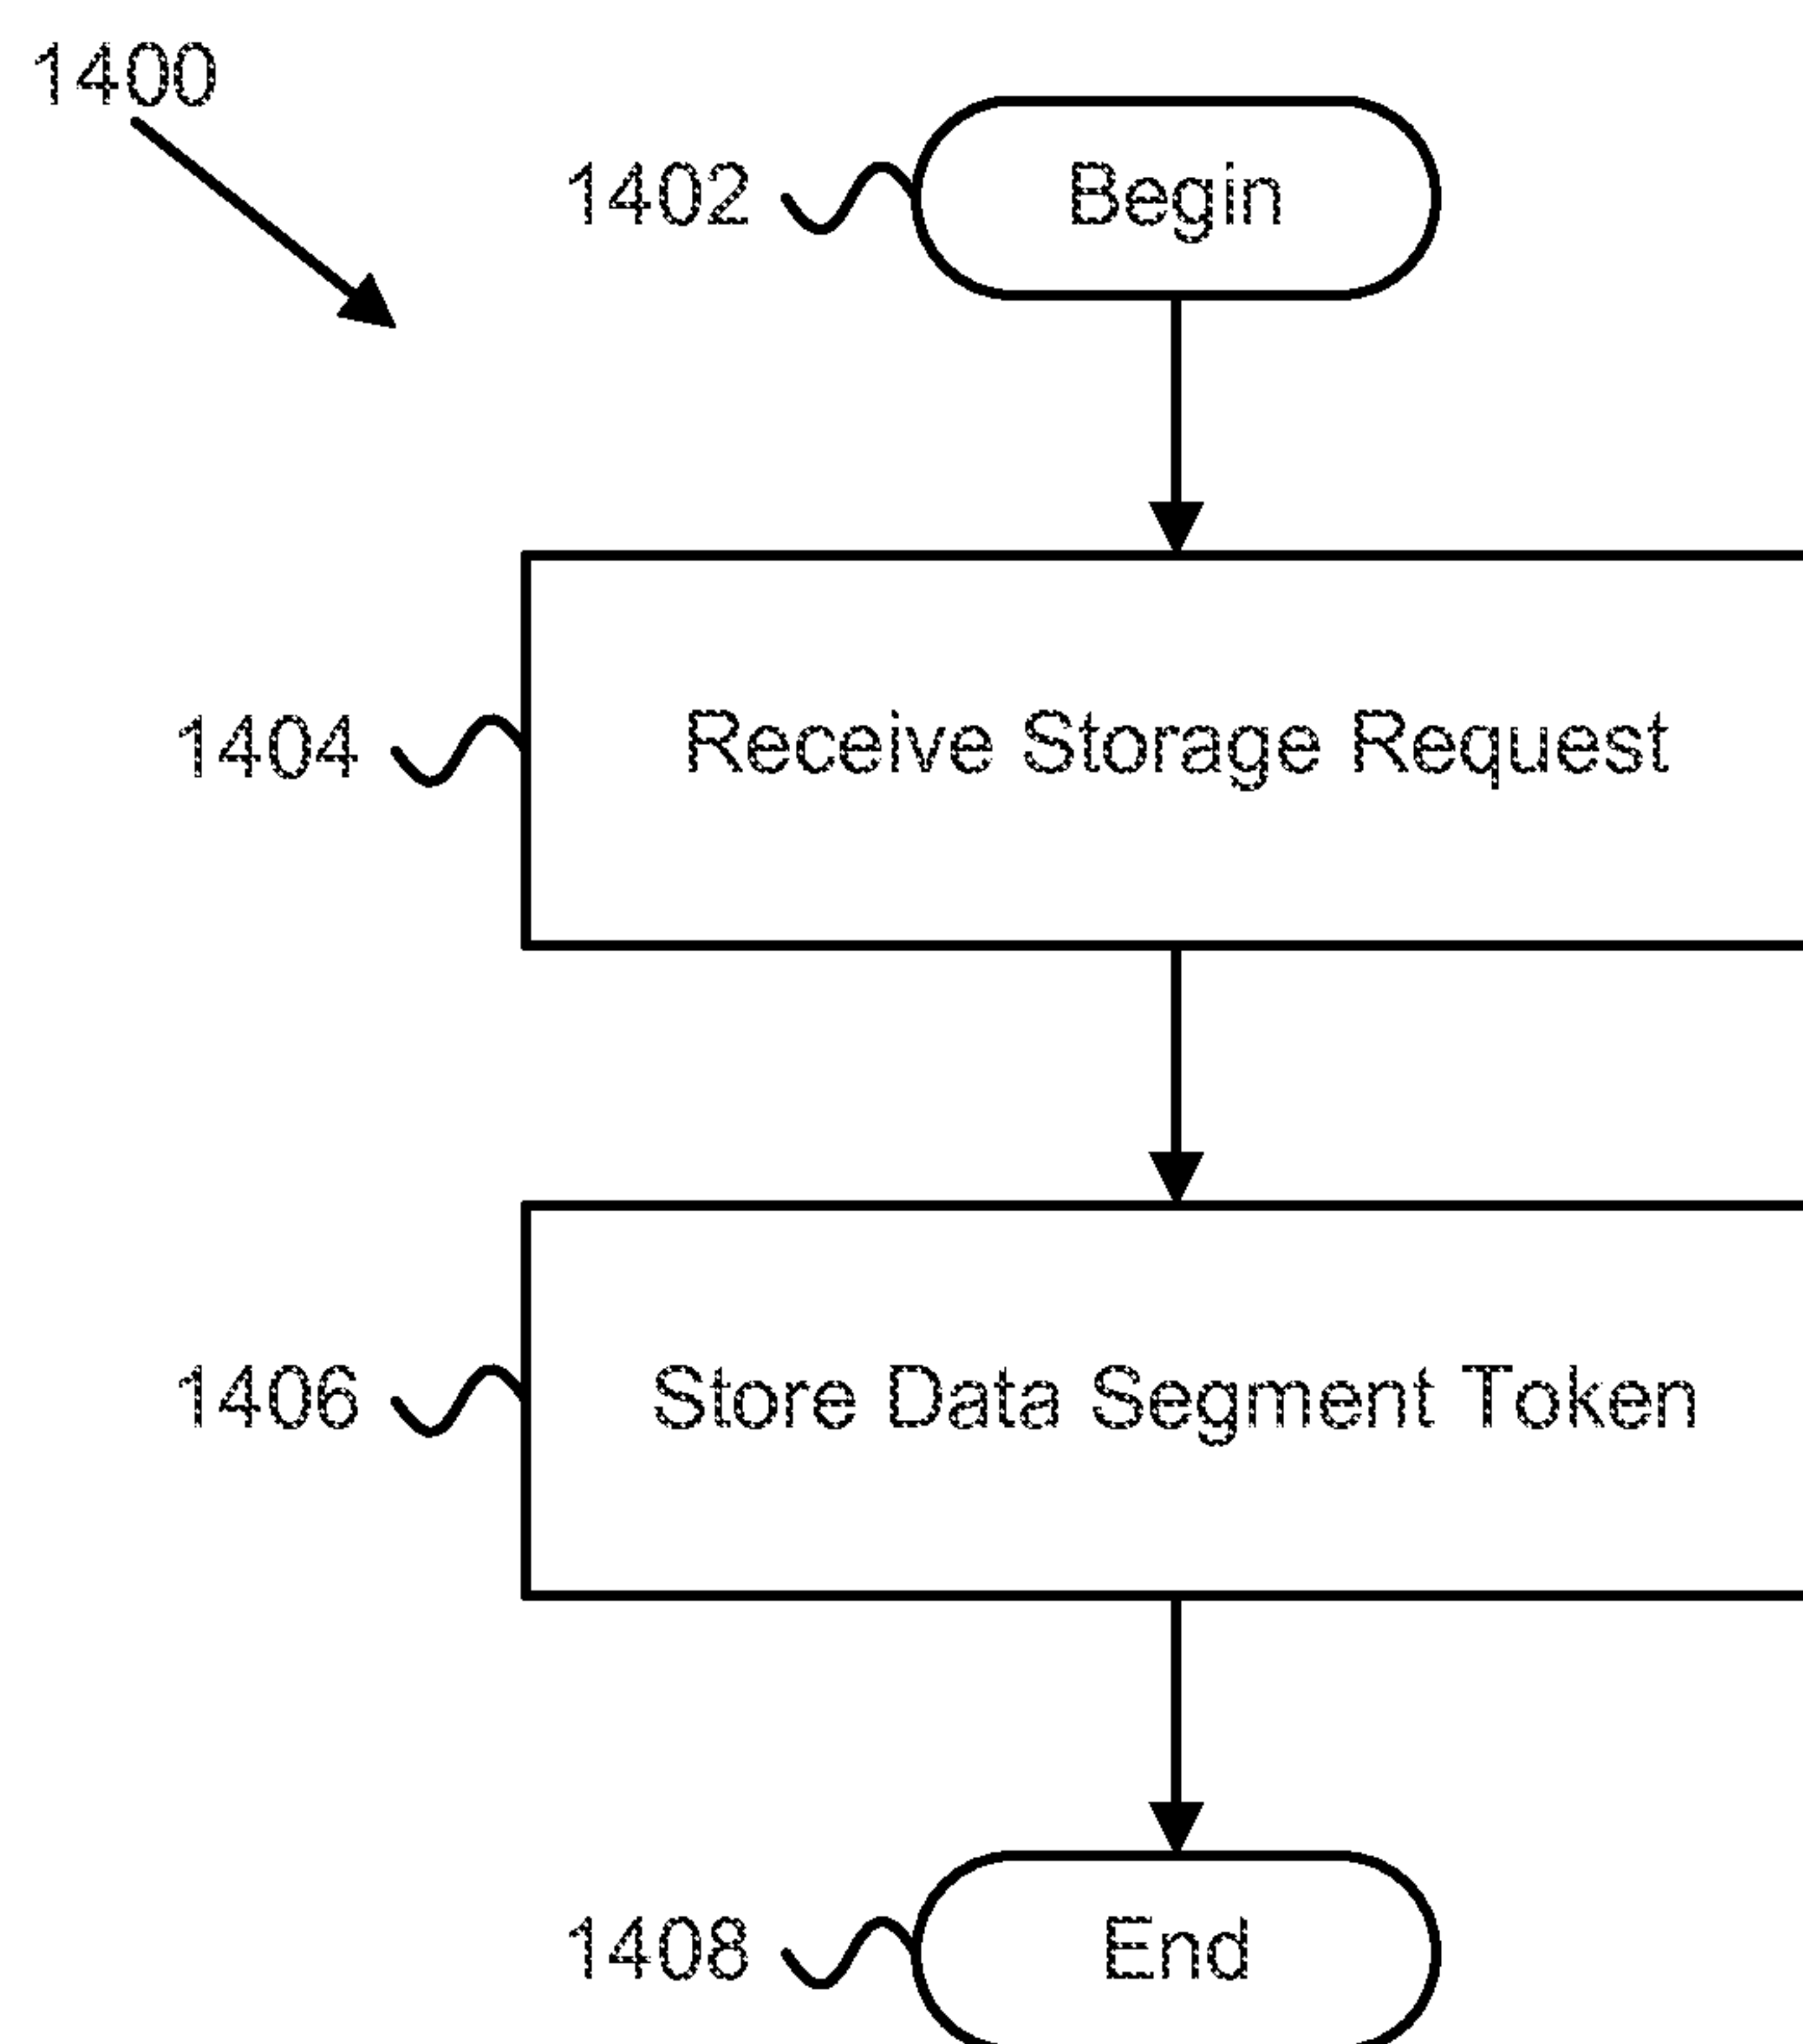 1400
1402 Begin
1404 Receive Storage Request
1406 Store Data Segment Token
1408 End